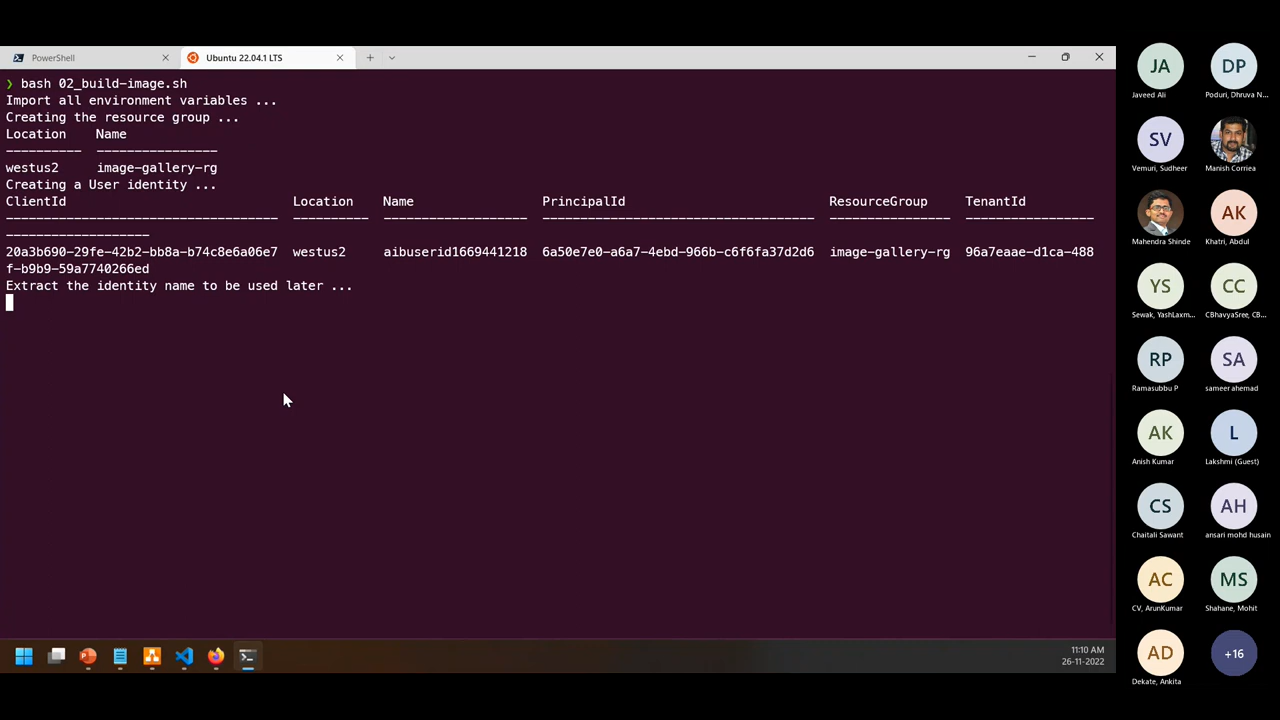 PowerShell
Ubuntu 22.04.1 LTS
❯ bash 02_build-image.sh
Import all environment variables ...
Creating the resource group ...
Location    Name
----------  ----------------
westus2     image-gallery-rg
Creating a User identity ...
ClientId                              Location    Name                 PrincipalId                           ResourceGroup     TenantId
------------------------------------  ----------  -------------------  ------------------------------------  ----------------  -----------------
-------------------
20a3b690-29fe-42b2-bb8a-b74c8e6a06e7  westus2     aibuserid1669441218  6a50e7e0-a6a7-4ebd-966b-c6f6fa37d2d6  image-gallery-rg  96a7eaae-d1ca-488
f-b9b9-59a7740266ed
Extract the identity name to be used later ...
11:10 AM
26-11-2022
JA
Javeed Ali
DP
Poduri, Dhruva N...
SV
Vemuri, Sudheer
Manish Corriea
Mahendra Shinde
AK
Khatri, Abdul
YS
Sewak, YashLaxm...
CC
CBhavyaSree, CB...
RP
Ramasubbu P
SA
sameer ahemad
AK
Anish Kumar
L
Lakshmi (Guest)
CS
Chaitali Sawant
AH
ansari mohd husain
AC
CV, ArunKumar
MS
Shahane, Mohit
AD
Dekate, Ankita
+16